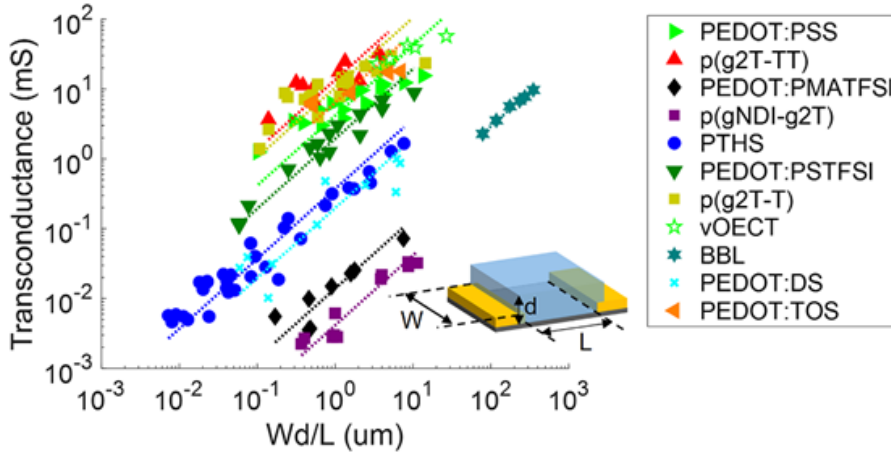 Transconductance (mS)
10^2
10^1
10^0
10^-1
10^-2
10^-3
10^-3
10^-2
10^-1
10^0
10^1
10^2
10^3
Wd/L (um)
W
d
L
PEDOT:PSS
p(g2T-TT)
PEDOT:PMATFSI
p(gNDI-g2T)
PTHS
PEDOT:PSTFSI
p(g2T-T)
vOECT
BBL
PEDOT:DS
PEDOT:TOS